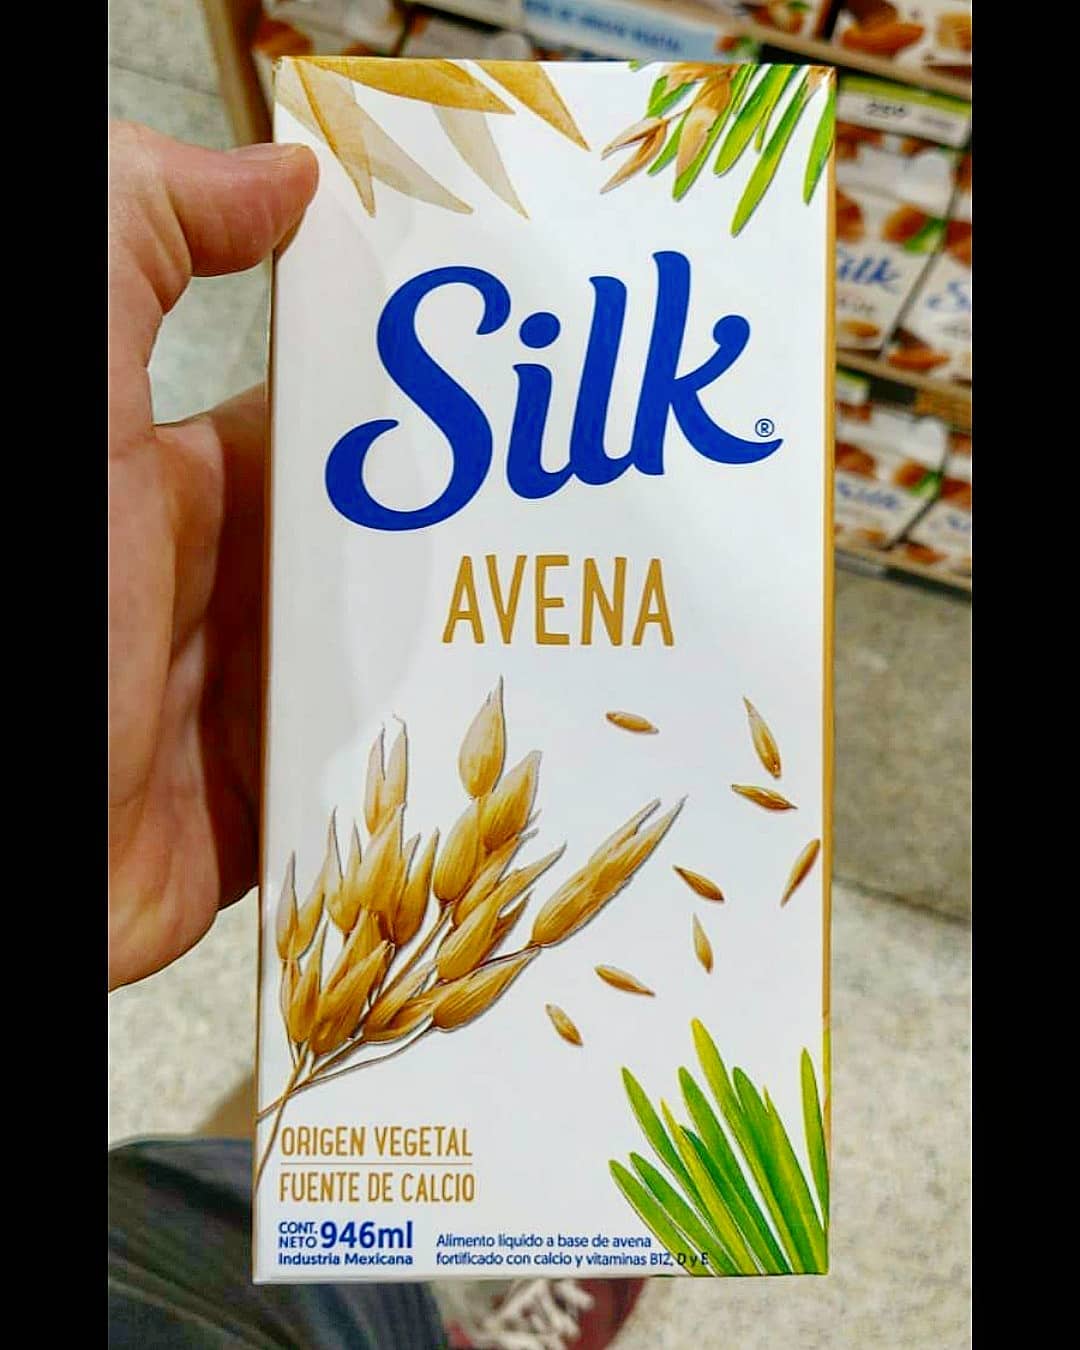 Silk®
AVENA
ORIGEN VEGETAL
FUENTE DE CALCIO
CONT.
NETO 946ml
Industria Mexicana
Alimento líquido a base de avena
fortificado con calcio y vitaminas B12, D y E
Silk